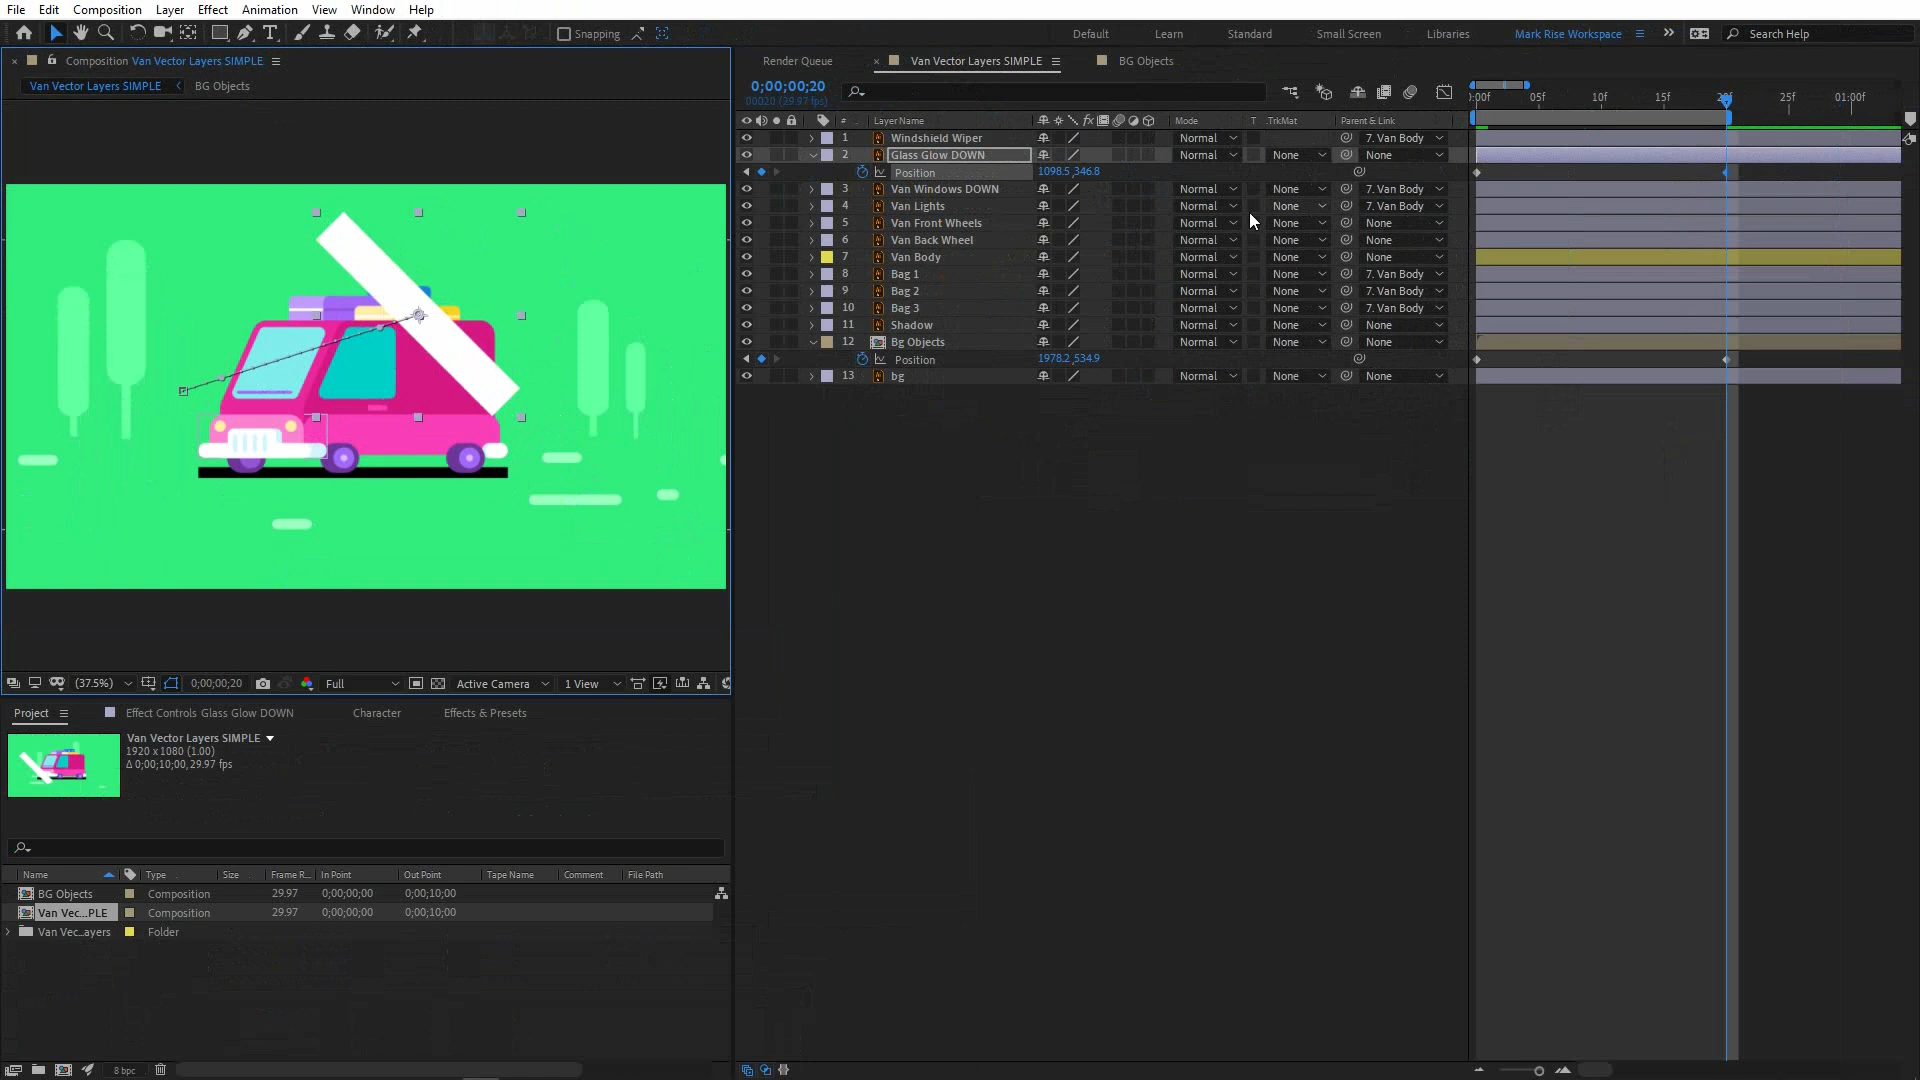 File Edit Composition Layer Effect Animation View Window Help
Snapping Default Learn Standard Small Screen Libraries Mark Rise Workspace Search Help
Composition Van Vector Layers SIMPLE
Van Vector Layers SIMPLE BG Objects
Render Queue Van Vector Layers SIMPLE BG Objects
0;00;00;20
00020 (29.97 fps)
:00f 05f 10f 15f 20f 25f 01:00f
# Layer Name Mode T .TrkMat Parent & Link
1 Windshield Wiper Normal 7. Van Body
2 Glass Glow DOWN Normal None None
Position 1098.5,346.8
3 Van Windows DOWN Normal None 7. Van Body
4 Van Lights Normal None 7. Van Body
5 Van Front Wheels Normal None None
6 Van Back Wheel Normal None None
7 Van Body Normal None None
8 Bag 1 Normal None 7. Van Body
9 Bag 2 Normal None 7. Van Body
10 Bag 3 Normal None 7. Van Body
11 Shadow Normal None None
12 Bg Objects Normal None None
Position 1978.2,534.9
13 bg Normal None None
(37.5%) 0;00;00;20 Full Active Camera 1 View
Project Effect Controls Glass Glow DOWN Character Effects & Presets
Van Vector Layers SIMPLE
1920 x 1080 (1.00)
Δ 0;00;10;00, 29.97 fps
Name Type Size Frame R... In Point Out Point Tape Name Comment File Path
BG Objects Composition 29.97 0;00;00;00 0;00;10;00
Van Vec...PLE Composition 29.97 0;00;00;00 0;00;10;00
Van Vec..ayers Folder
8 bpc